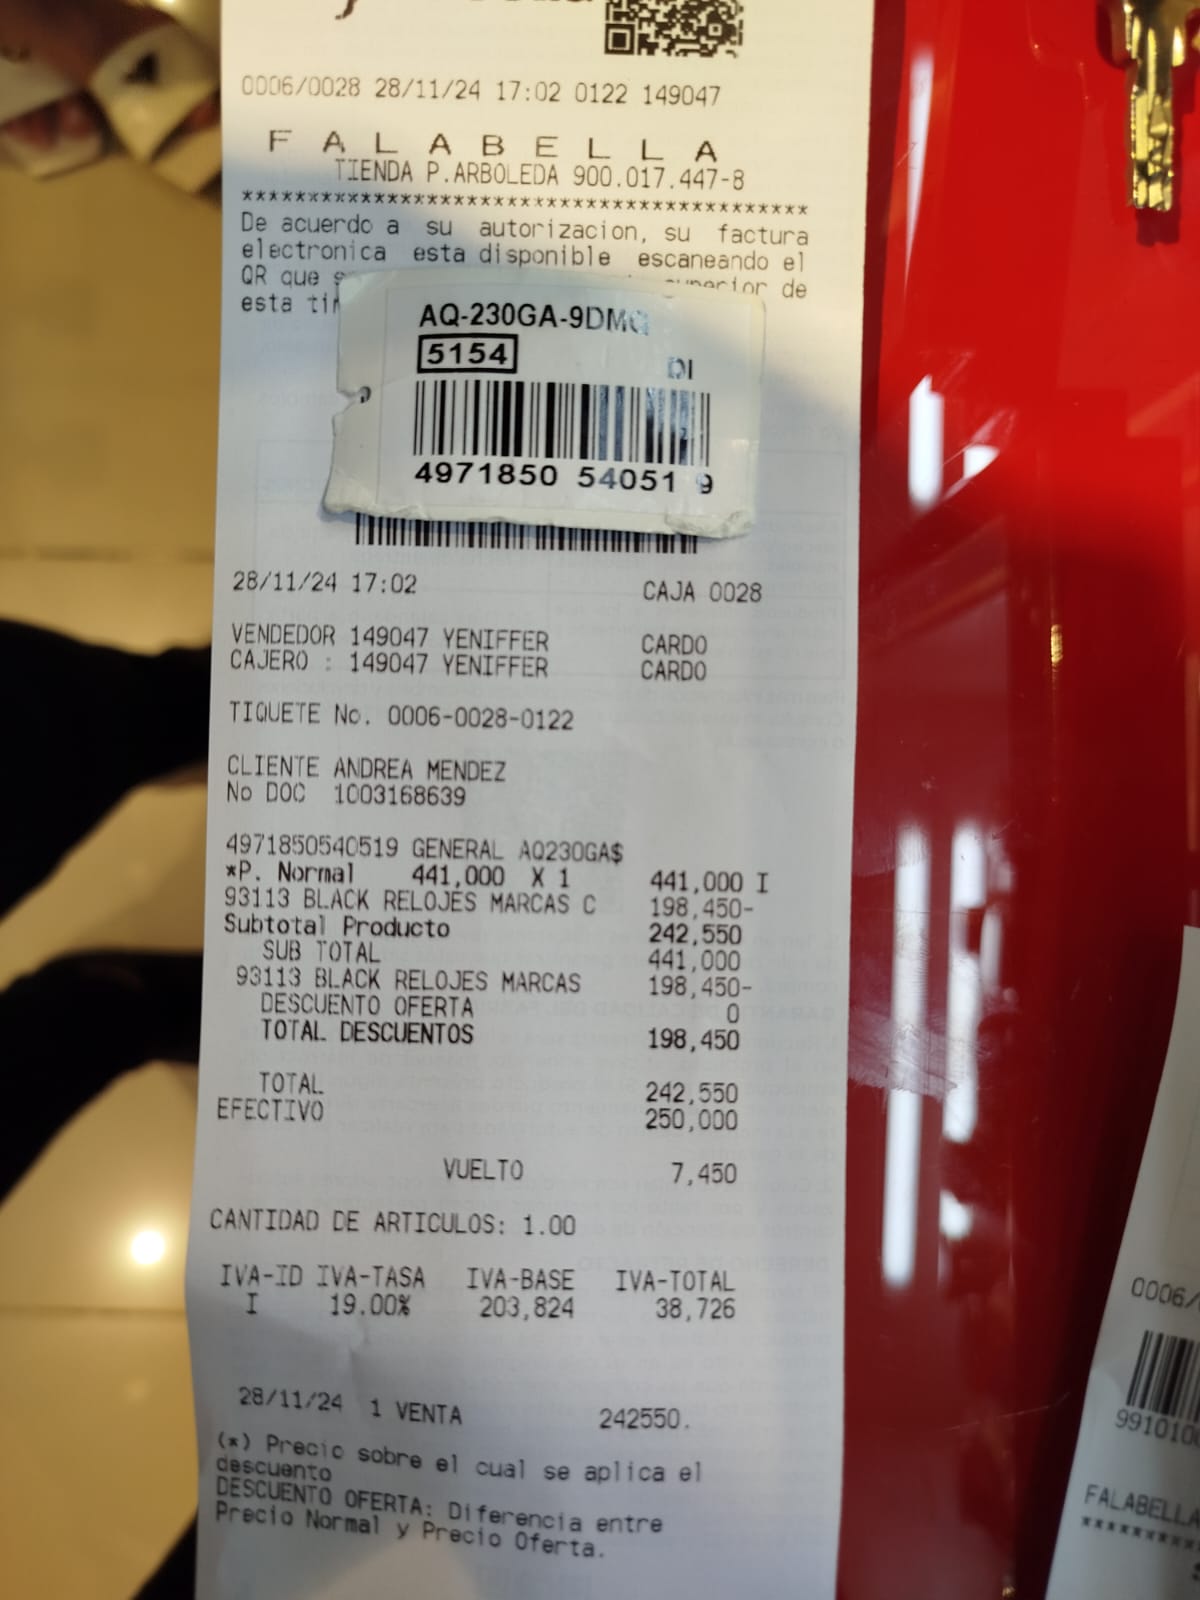 0006/0028 28/11/24 17:02 0122 149047
F A L A B E L L A
TIENDA P.ARBOLEDA 900.017.447-8
******************************************
De acuerdo a su autorizacion, su factura
electronica esta disponible escaneando el
QR que superior de
esta
AQ-230GA-9DMQ
5154
DI
4971850 54051 9
28/11/24 17:02 CAJA 0028
VENDEDOR 149047 YENIFFER CARDO
CAJERO : 149047 YENIFFER CARDO
TIQUETE No. 0006-0028-0122
CLIENTE ANDREA MENDEZ
No DOC 1003168639
4971850540519 GENERAL AQ230GA$
*P. Normal 441,000 X 1 441,000 I
93113 BLACK RELOJES MARCAS C 198,450-
Subtotal Producto 242,550
SUB TOTAL 441,000
93113 BLACK RELOJES MARCAS 198,450-
DESCUENTO OFERTA 0
TOTAL DESCUENTOS 198,450
TOTAL 242,550
EFECTIVO 250,000
VUELTO 7,450
CANTIDAD DE ARTICULOS: 1.00
IVA-ID IVA-TASA IVA-BASE IVA-TOTAL
I 19.00% 203,824 38,726
28/11/24 1 VENTA 242550.
(*) Precio sobre el cual se aplica el
descuento
DESCUENTO OFERTA: Diferencia entre
Precio Normal y Precio Oferta.
0006/
FALABELLA